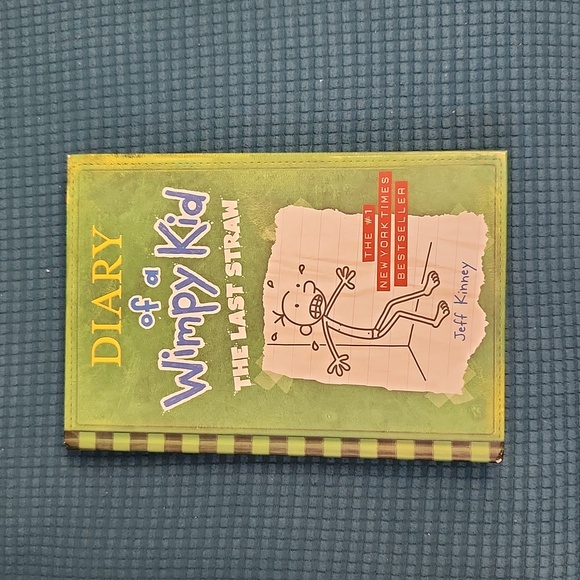 DIARY
of a
Wimpy Kid
THE LAST STRAW
THE #1
NEW YORK TIMES
BESTSELLER
Jeff Kinney